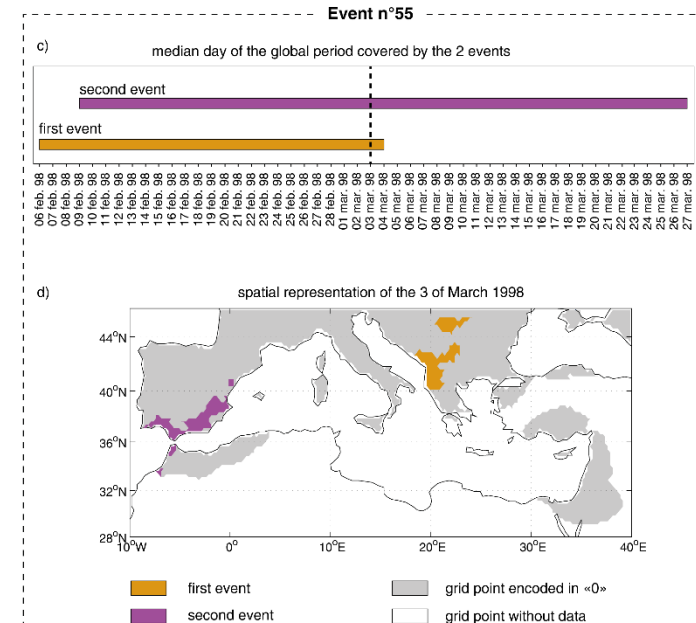 Event n°55
c)
median day of the global period covered by the 2 events
second event
first event
06 feb. 98
07 feb. 98
08 feb. 98
09 feb. 98
10 feb. 98
11 feb. 98
12 feb. 98
13 feb. 98
14 feb. 98
15 feb. 98
16 feb. 98
17 feb. 98
18 feb. 98
19 feb. 98
20 feb. 98
21 feb. 98
22 feb. 98
23 feb. 98
24 feb. 98
25 feb. 98
26 feb. 98
27 feb. 98
28 feb. 98
01 mar. 98
02 mar. 98
03 mar. 98
04 mar. 98
05 mar. 98
06 mar. 98
07 mar. 98
08 mar. 98
09 mar. 98
10 mar. 98
11 mar. 98
12 mar. 98
13 mar. 98
14 mar. 98
15 mar. 98
16 mar. 98
17 mar. 98
18 mar. 98
19 mar. 98
20 mar. 98
21 mar. 98
22 mar. 98
23 mar. 98
24 mar. 98
25 mar. 98
26 mar. 98
27 mar. 98
d)
spatial representation of the 3 of March 1998
44°N
40°N
36°N
32°N
28°N
10°W 0° 10°E 20°E 30°E 40°E
first event grid point encoded in «0»
second event grid point without data